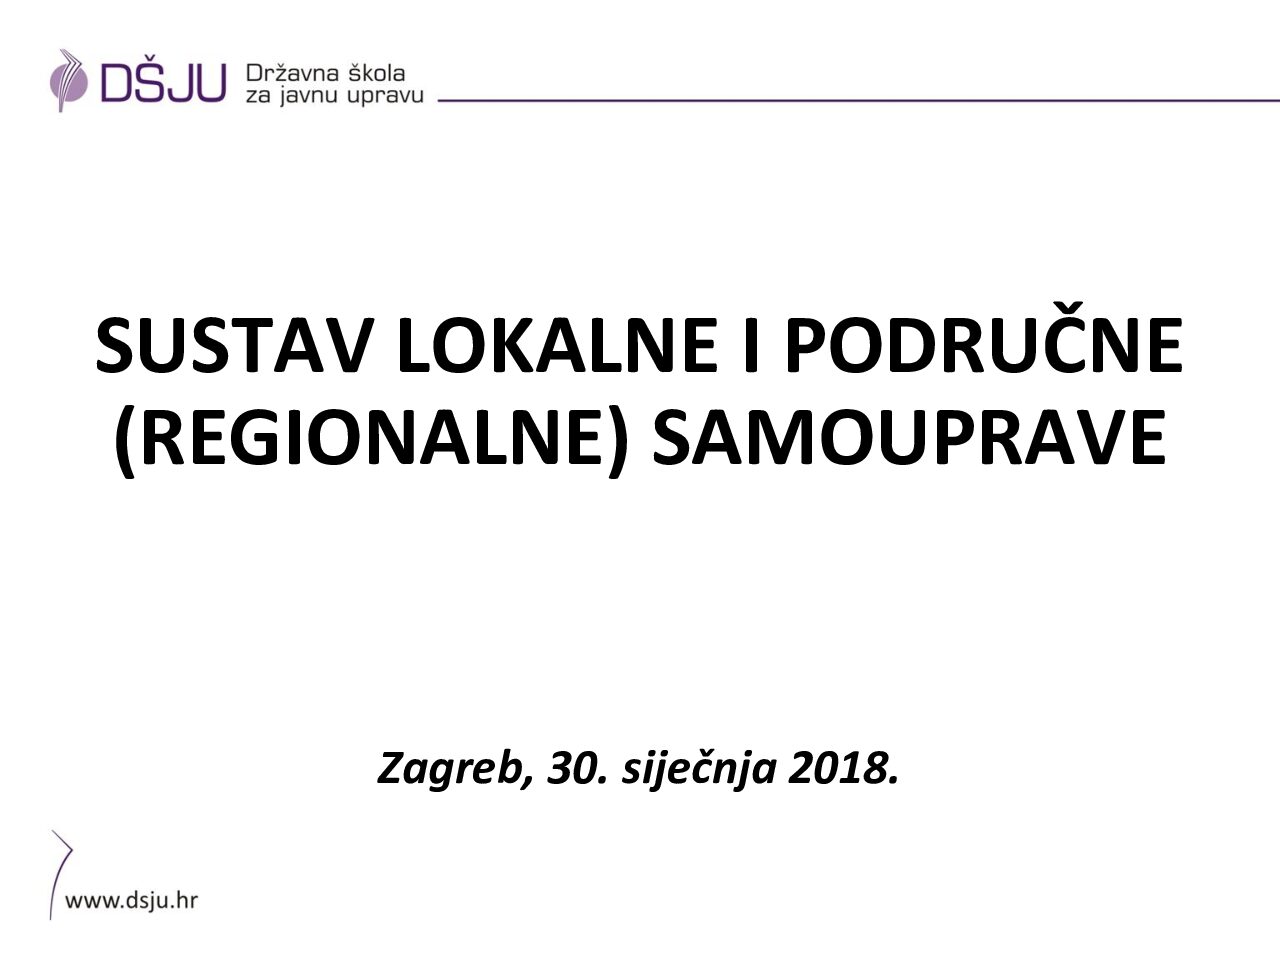 DŠJU Državna škola
za javnu upravu
SUSTAV LOKALNE I PODRUČNE
(REGIONALNE) SAMOUPRAVE
Zagreb, 30. siječnja 2018.
www.dsju.hr